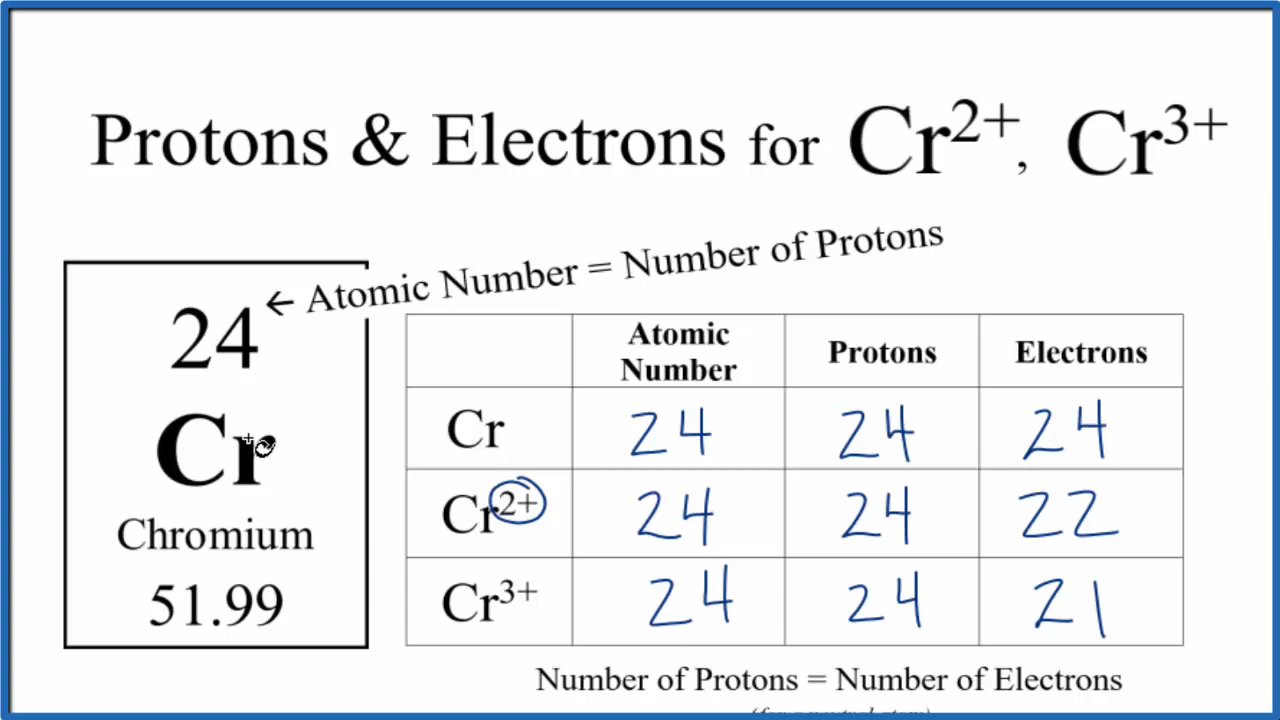 Protons & Electrons for Cr2+, Cr3+
← Atomic Number = Number of Protons
24
Cr
Chromium
51.99
Atomic Number Protons Electrons
Cr 24 24 24
Cr2+ 24 24 22
Cr3+ 24 24 21
Number of Protons = Number of Electrons